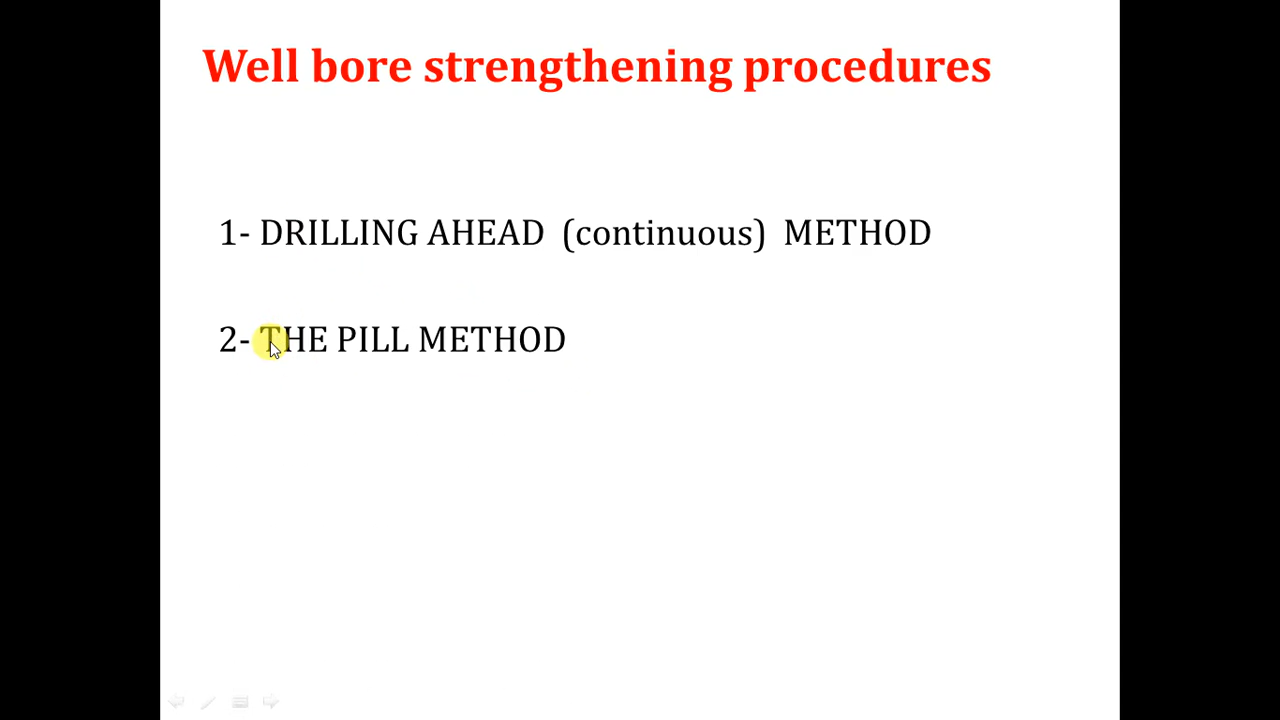 Well bore strengthening procedures
1- DRILLING AHEAD (continuous) METHOD
2- THE PILL METHOD